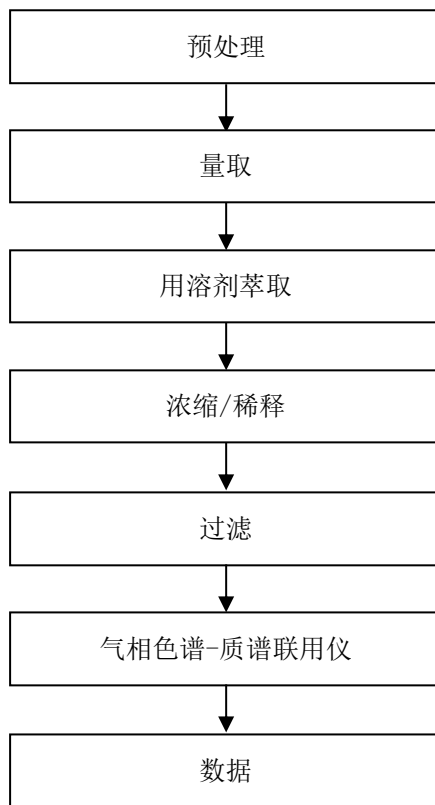 预处理
量取
用溶剂萃取
浓缩/稀释
过滤
气相色谱-质谱联用仪
数据